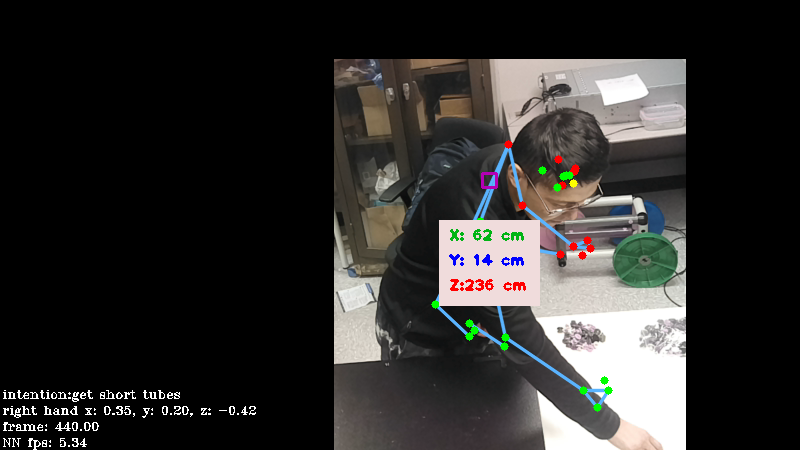 X: 62 cm
Y: 14 cm
Z:236 cm
intention:get short tubes
right hand x: 0.35, y: 0.20, z: −0.42
frame: 440.00
NN fps: 5.34